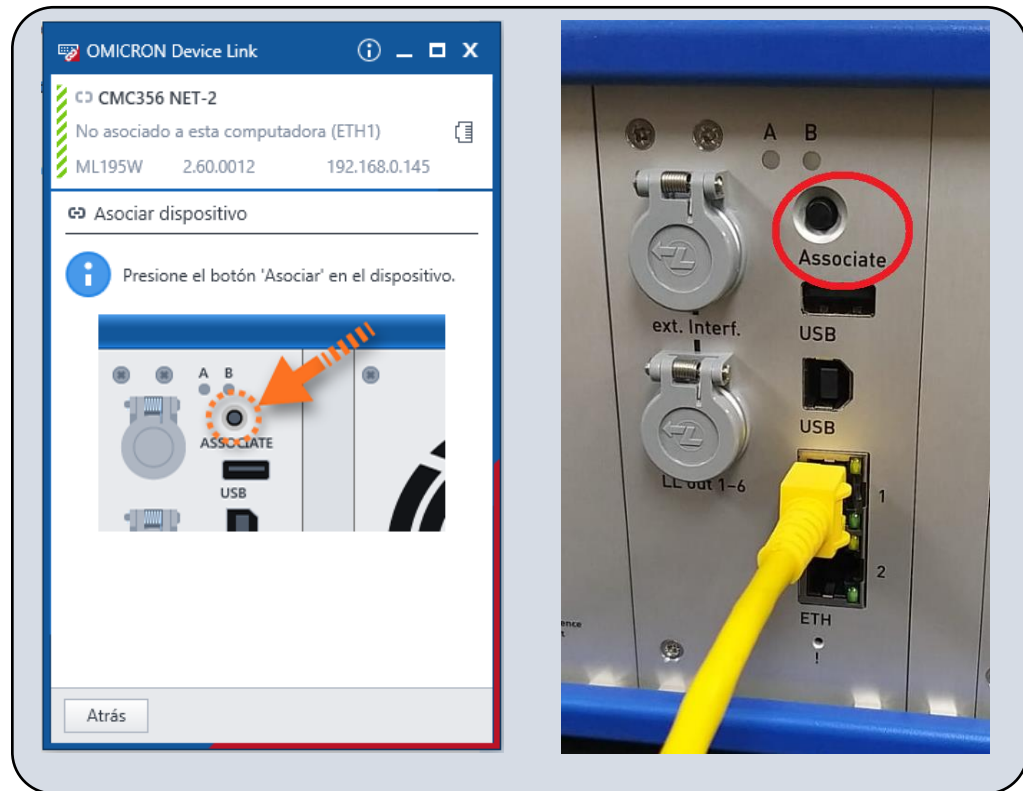 OMICRON Device Link
CMC356 NET-2
No asociado a esta computadora (ETH1)
ML195W 2.60.0012 192.168.0.145
Asociar dispositivo
Presione el botón 'Asociar' en el dispositivo.
A B
ASSOCIATE
USB
Atrás
A B
Associate
ext. Interf.
USB
USB
LL out 1-6
1
2
ETH
!